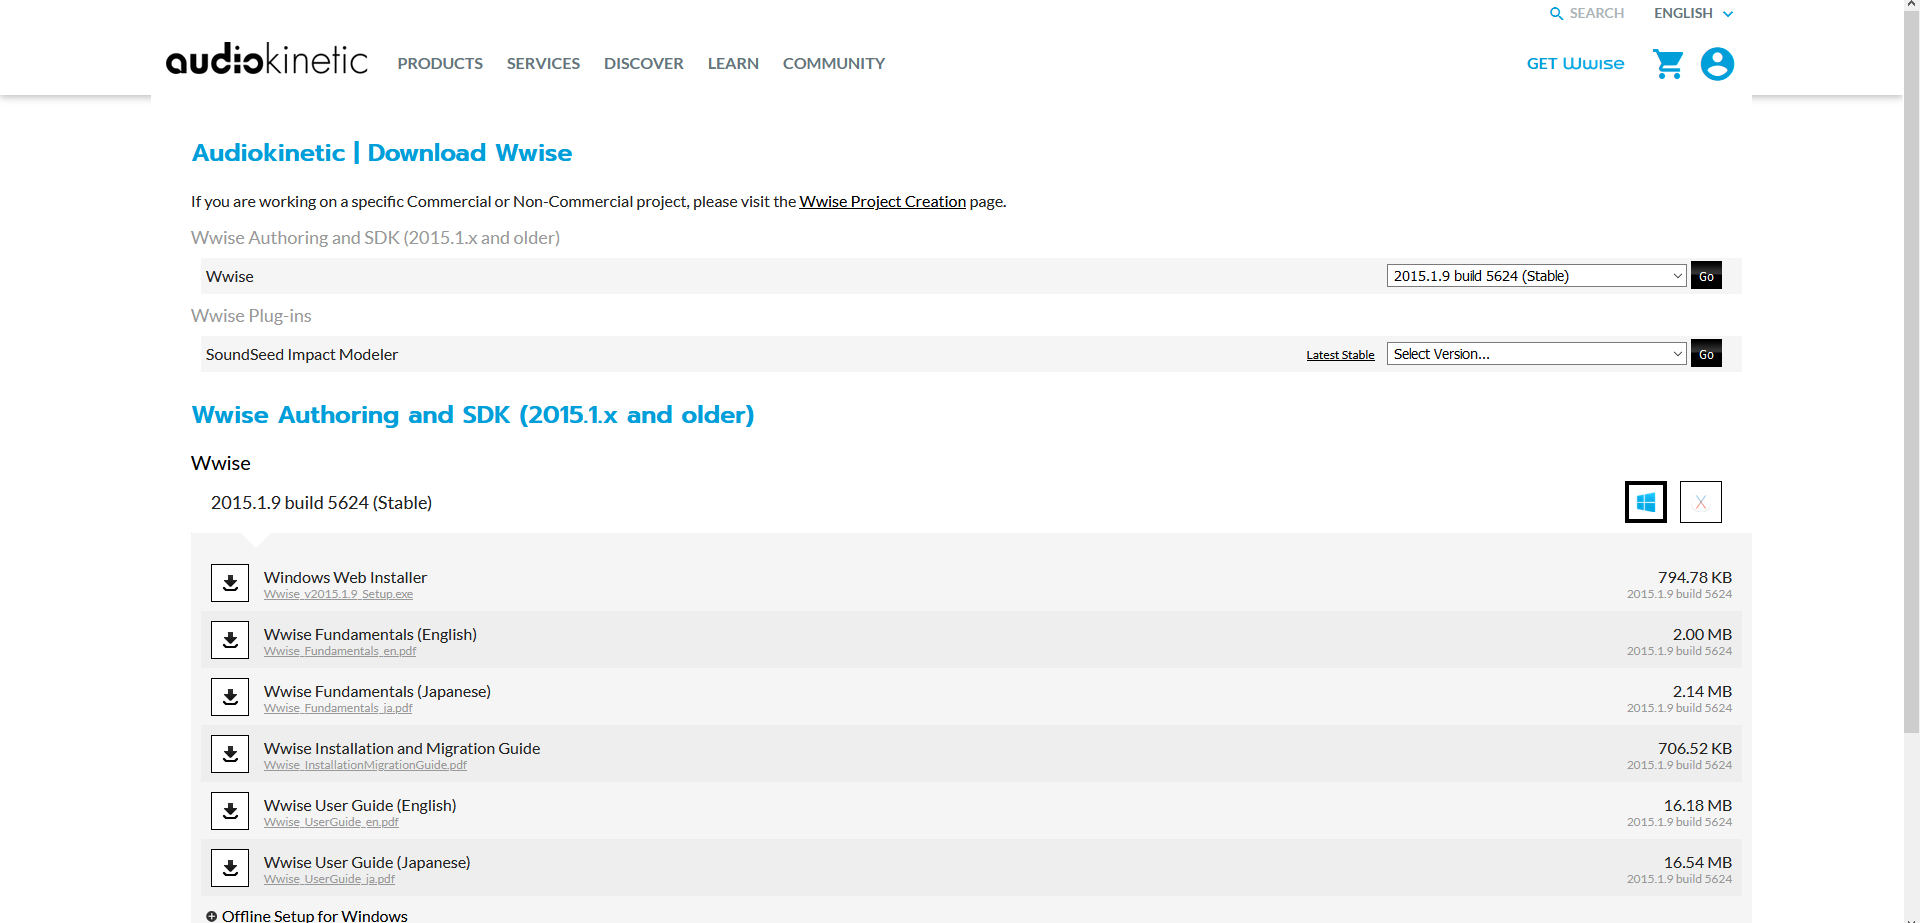 SEARCH ENGLISH
audiokinetic PRODUCTS SERVICES DISCOVER LEARN COMMUNITY GET Wwise
Audiokinetic | Download Wwise
If you are working on a specific Commercial or Non-Commercial project, please visit the Wwise Project Creation page.
Wwise Authoring and SDK (2015.1.x and older)
Wwise 2015.1.9 build 5624 (Stable) Go
Wwise Plug-ins
SoundSeed Impact Modeler Latest Stable Select Version... Go
Wwise Authoring and SDK (2015.1.x and older)
Wwise
2015.1.9 build 5624 (Stable)
Windows Web Installer 794.78 KB
Wwise_v2015.1.9_Setup.exe 2015.1.9 build 5624
Wwise Fundamentals (English) 2.00 MB
Wwise_Fundamentals_en.pdf 2015.1.9 build 5624
Wwise Fundamentals (Japanese) 2.14 MB
Wwise_Fundamentals_ja.pdf 2015.1.9 build 5624
Wwise Installation and Migration Guide 706.52 KB
Wwise_InstallationMigrationGuide.pdf 2015.1.9 build 5624
Wwise User Guide (English) 16.18 MB
Wwise_UserGuide_en.pdf 2015.1.9 build 5624
Wwise User Guide (Japanese) 16.54 MB
Wwise_UserGuide_ja.pdf 2015.1.9 build 5624
Offline Setup for Windows